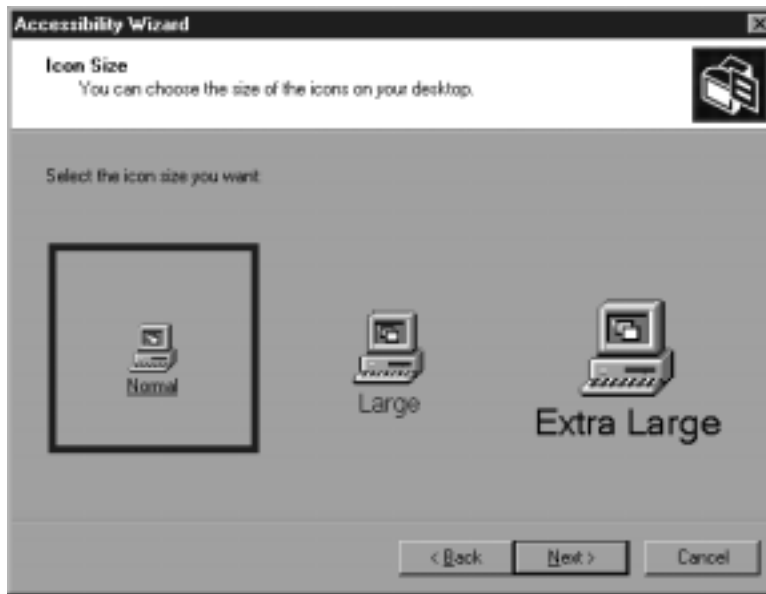 Accessibility Wizard
Icon Size
You can choose the size of the icons on your desktop.
Select the icon size you want:
Normal
Large
Extra Large
< Back
Next >
Cancel